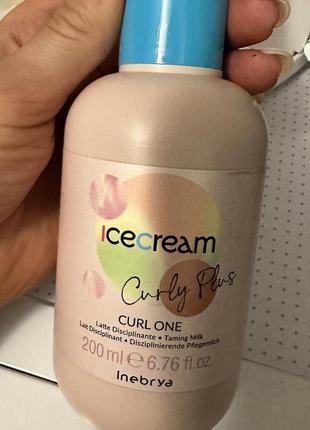 icecream
Curly Plus
CURL ONE
Latte Disciplinante • Taming Milk
Lait Disciplinant • Disziplinierende Pflegemilch
200 ml e 6.76 fl.oz
Inebrya